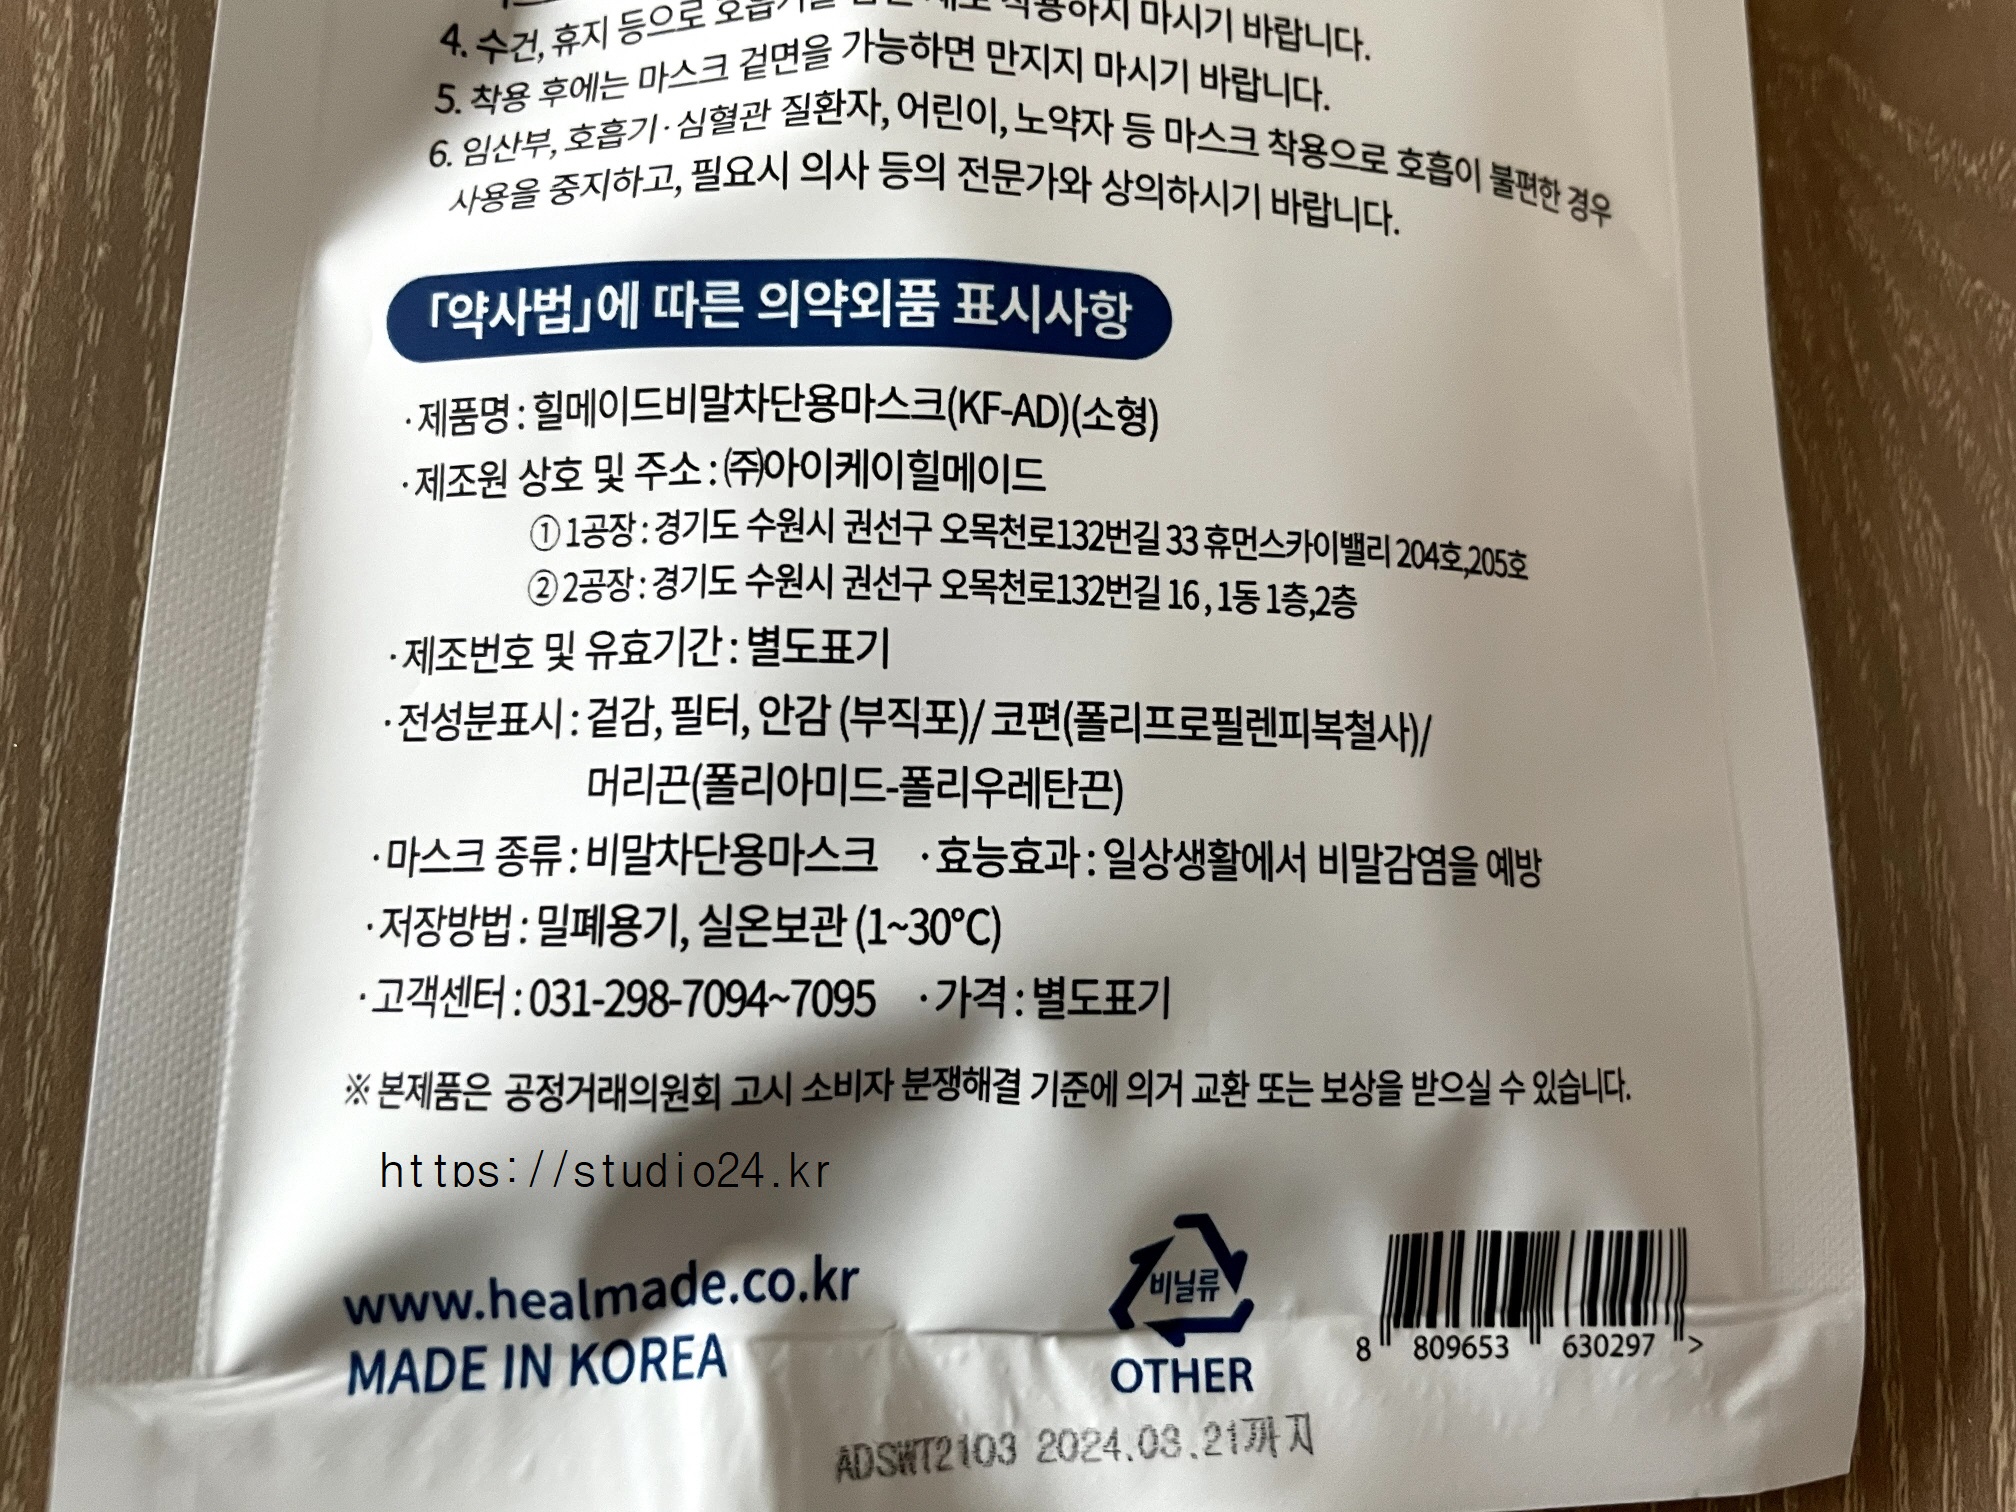 4. 수건, 휴지 등으로 호흡기를 착용하지 마시기 바랍니다.
5. 착용 후에는 마스크 겉면을 가능하면 만지지 마시기 바랍니다.
6. 임산부, 호흡기·심혈관 질환자, 어린이, 노약자 등 마스크 착용으로 호흡이 불편한 경우
사용을 중지하고, 필요시 의사 등의 전문가와 상의하시기 바랍니다.
「약사법」에 따른 의약외품 표시사항
·제품명 : 힐메이드비말차단용마스크(KF-AD)(소형)
·제조원 상호 및 주소 : ㈜아이케이힐메이드
① 1공장 : 경기도 수원시 권선구 오목천로132번길 33 휴먼스카이밸리 204호,205호
② 2공장 : 경기도 수원시 권선구 오목천로132번길 16 , 1동 1층,2층
·제조번호 및 유효기간 : 별도표기
·전성분표시 : 겉감, 필터, 안감 (부직포)/ 코편(폴리프로필렌피복철사)/
머리끈(폴리아미드-폴리우레탄끈)
·마스크 종류 : 비말차단용마스크 ·효능효과 : 일상생활에서 비말감염을 예방
·저장방법 : 밀폐용기, 실온보관 (1~30℃)
·고객센터 : 031-298-7094~7095 ·가격 : 별도표기
※ 본제품은 공정거래의원회 고시 소비자 분쟁해결 기준에 의거 교환 또는 보상을 받으실 수 있습니다.
https://studio24.kr
www.healmade.co.kr
MADE IN KOREA
비닐류
OTHER
8 809653 630297 >
ADSWT2103 2024.03.21까지